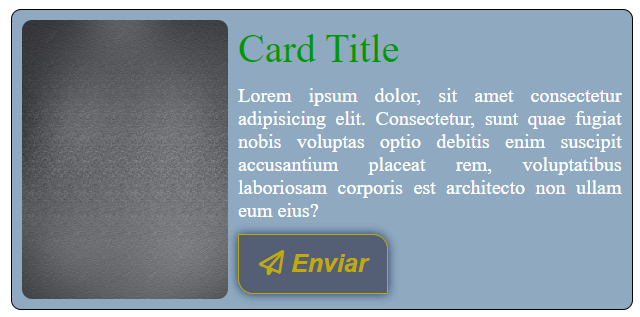 Card Title
Lorem ipsum dolor, sit amet consectetur
adipisicing elit. Consectetur, sunt quae fugiat
nobis voluptas optio debitis enim suscipit
accusantium placeat rem, voluptatibus
laboriosam corporis est architecto non ullam
eum eius?
Enviar